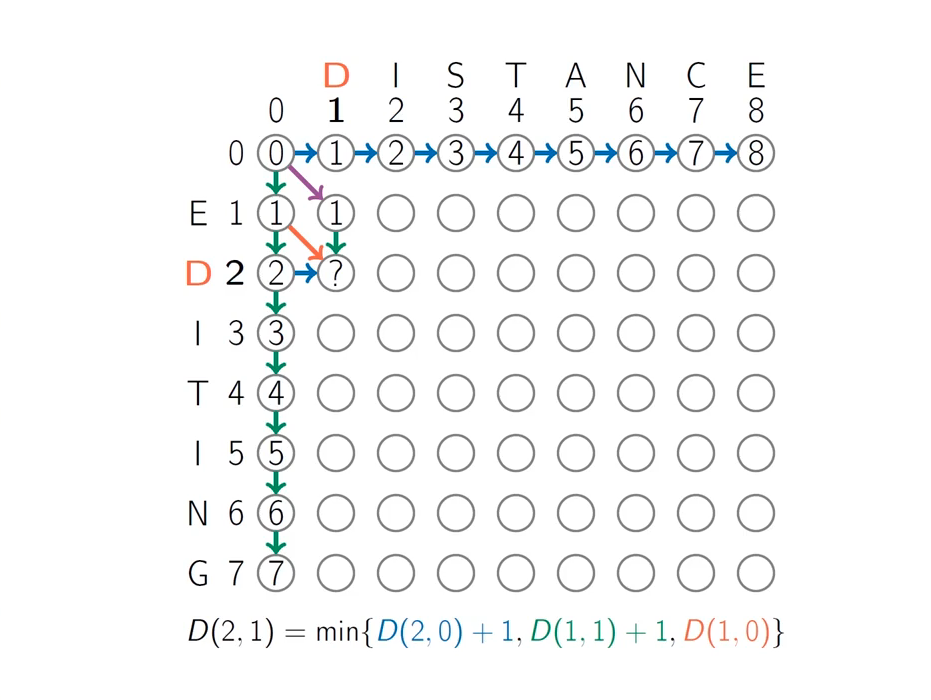 D I S T A N C E
0 1 2 3 4 5 6 7 8
0 0 1 2 3 4 5 6 7 8
E 1 1 1
D 2 2 ?
I 3 3
T 4 4
I 5 5
N 6 6
G 7 7
D(2, 1) = min{D(2, 0) + 1, D(1, 1) + 1, D(1, 0)}